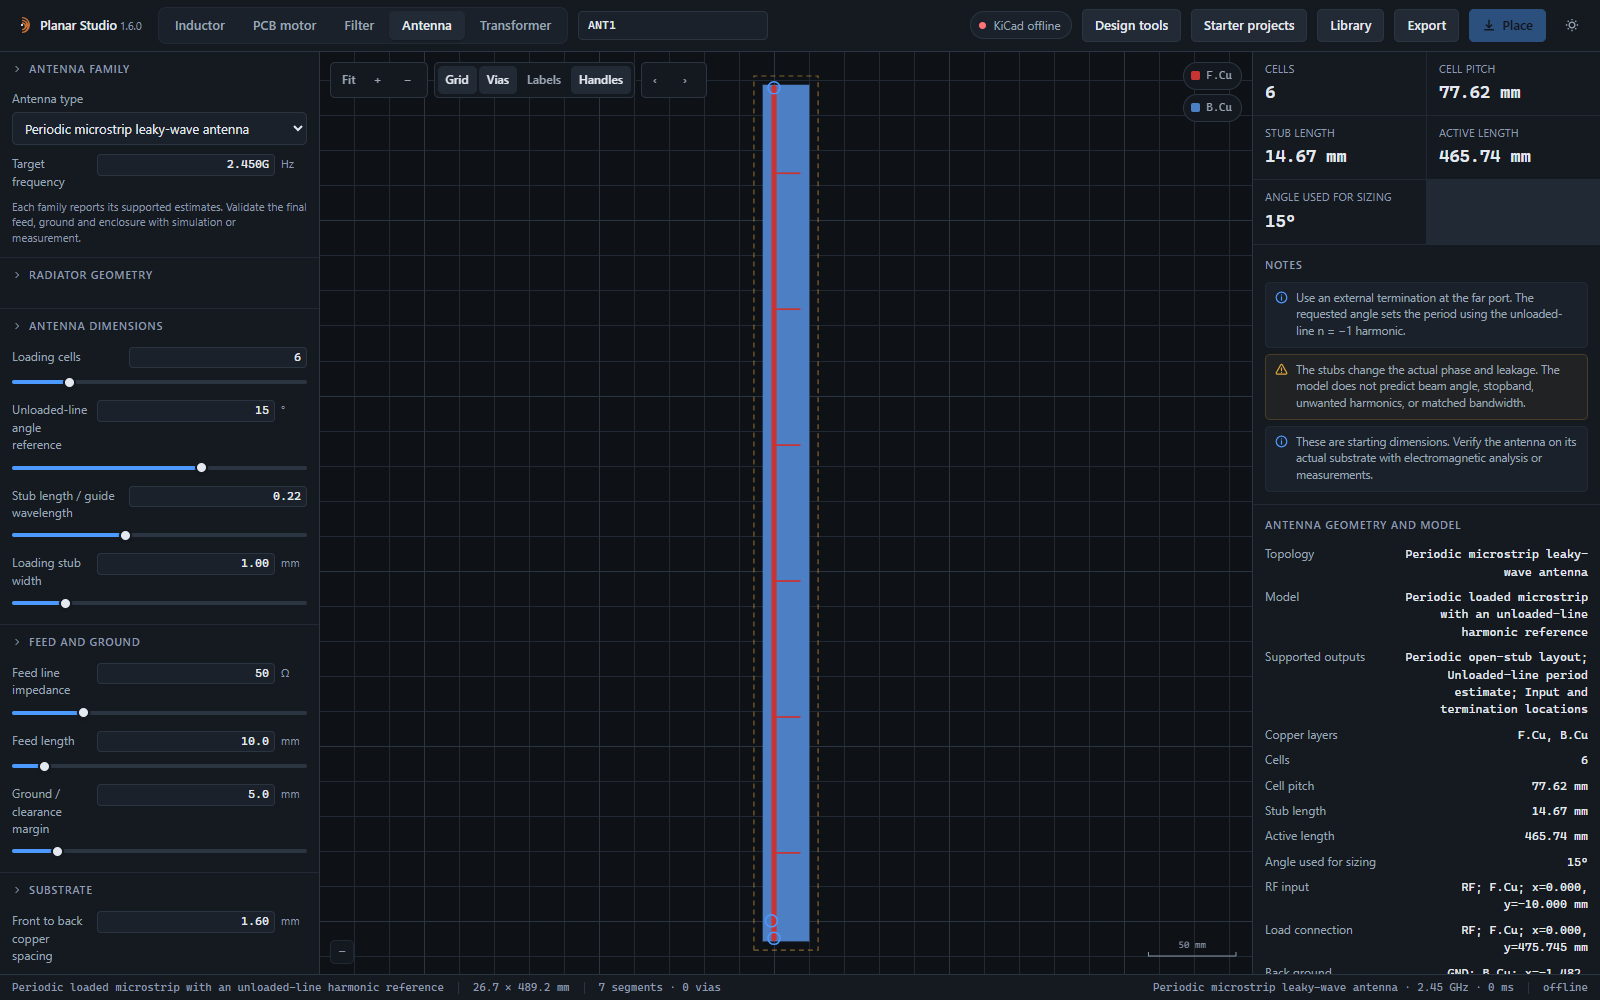 Planar Studio 1.6.0
Inductor
PCB motor
Filter
Antenna
Transformer
ANT1
KiCad offline
Design tools
Starter projects
Library
Export
Place
ANTENNA FAMILY
Antenna type
Periodic microstrip leaky-wave antenna
Target frequency
2.450G Hz
Each family reports its supported estimates. Validate the final
feed, ground and enclosure with simulation or
measurement.
RADIATOR GEOMETRY
ANTENNA DIMENSIONS
Loading cells
6
Unloaded-line
angle
reference
15 °
Stub length / guide
wavelength
0.22
Loading stub
width
1.00 mm
FEED AND GROUND
Feed line
impedance
50 Ω
Feed length
10.0 mm
Ground /
clearance
margin
5.0 mm
SUBSTRATE
Front to back
copper
spacing
1.60 mm
Fit
+
−
Grid
Vias
Labels
Handles
‹
›
F.Cu
B.Cu
−
50 mm
CELLS
6
CELL PITCH
77.62 mm
STUB LENGTH
14.67 mm
ACTIVE LENGTH
465.74 mm
ANGLE USED FOR SIZING
15°
NOTES
Use an external termination at the far port. The
requested angle sets the period using the unloaded-
line n = −1 harmonic.
The stubs change the actual phase and leakage. The
model does not predict beam angle, stopband,
unwanted harmonics, or matched bandwidth.
These are starting dimensions. Verify the antenna on its
actual substrate with electromagnetic analysis or
measurements.
ANTENNA GEOMETRY AND MODEL
Topology
Periodic microstrip leaky-
wave antenna
Model
Periodic loaded microstrip
with an unloaded-line
harmonic reference
Supported outputs
Periodic open-stub layout;
Unloaded-line period
estimate; Input and
termination locations
Copper layers
F.Cu, B.Cu
Cells
6
Cell pitch
77.62 mm
Stub length
14.67 mm
Active length
465.74 mm
Angle used for sizing
15°
RF input
RF; F.Cu; x=0.000,
y=-10.000 mm
Load connection
RF; F.Cu; x=0.000,
y=475.745 mm
Back ground
GND; B.Cu; x=-1.482,
Periodic loaded microstrip with an unloaded-line harmonic reference
26.7 × 489.2 mm
7 segments · 0 vias
Periodic microstrip leaky-wave antenna · 2.45 GHz · 0 ms
offline